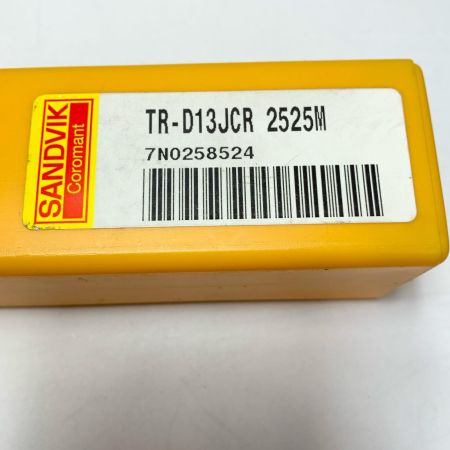 SANDVIK
Coromant
TR-D13JCR 2525M
7N0258524